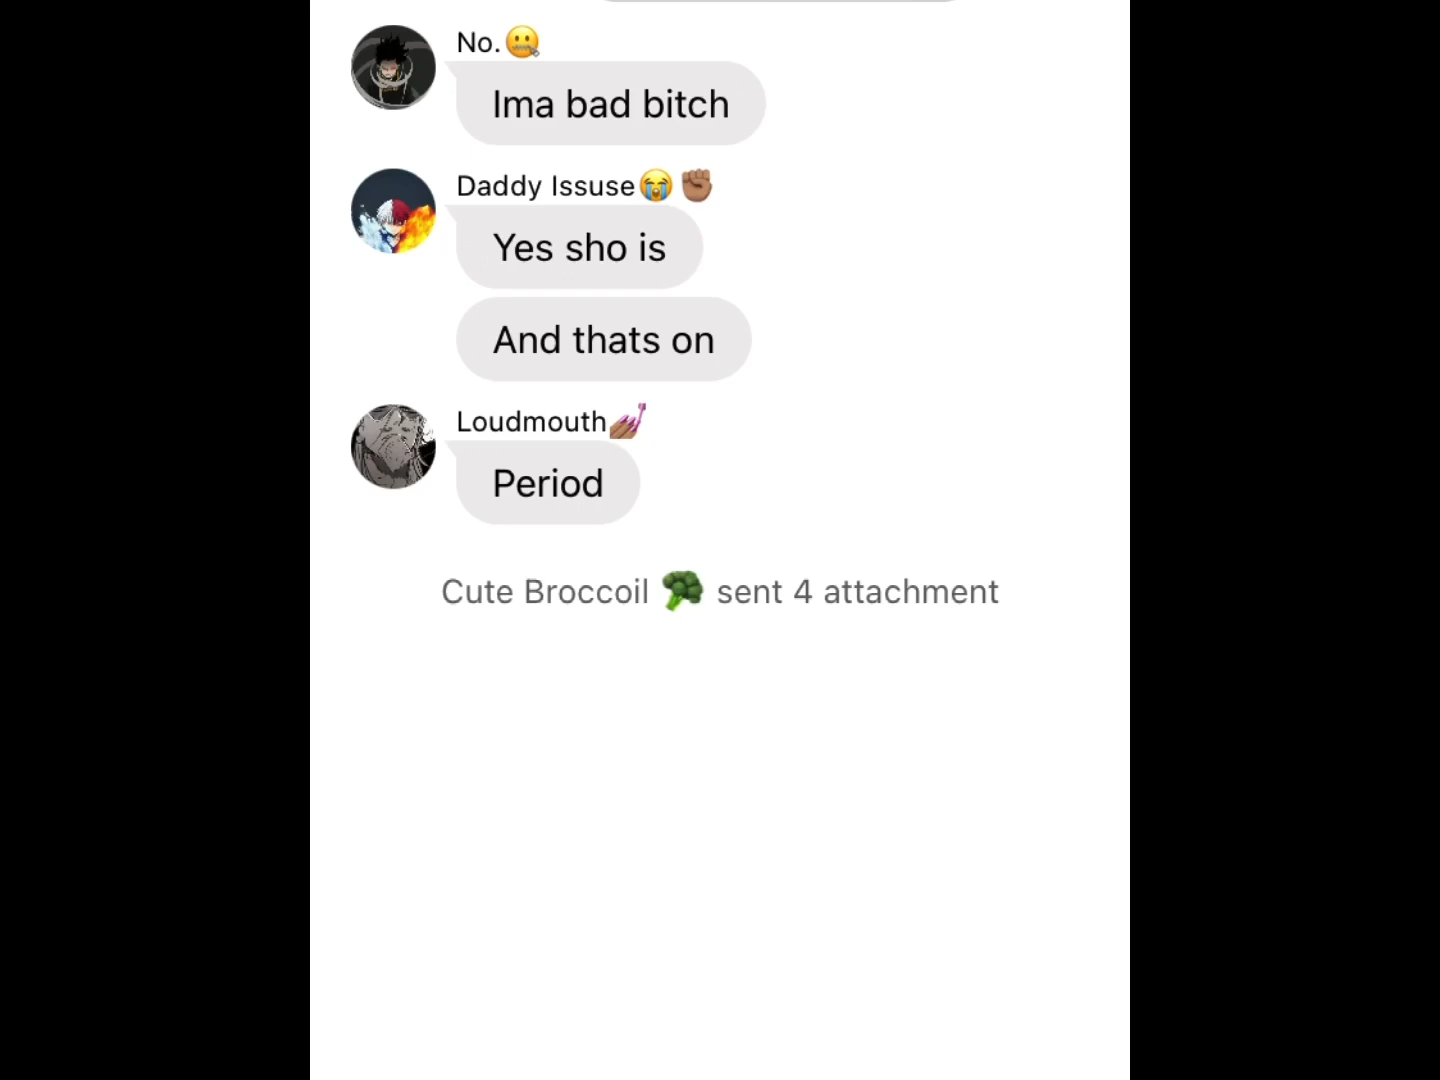 No.🤐
Ima bad bitch
Daddy Issuse😭✊🏽
Yes sho is
And thats on
Loudmouth💅🏽
Period
Cute Broccoil 🥦 sent 4 attachment